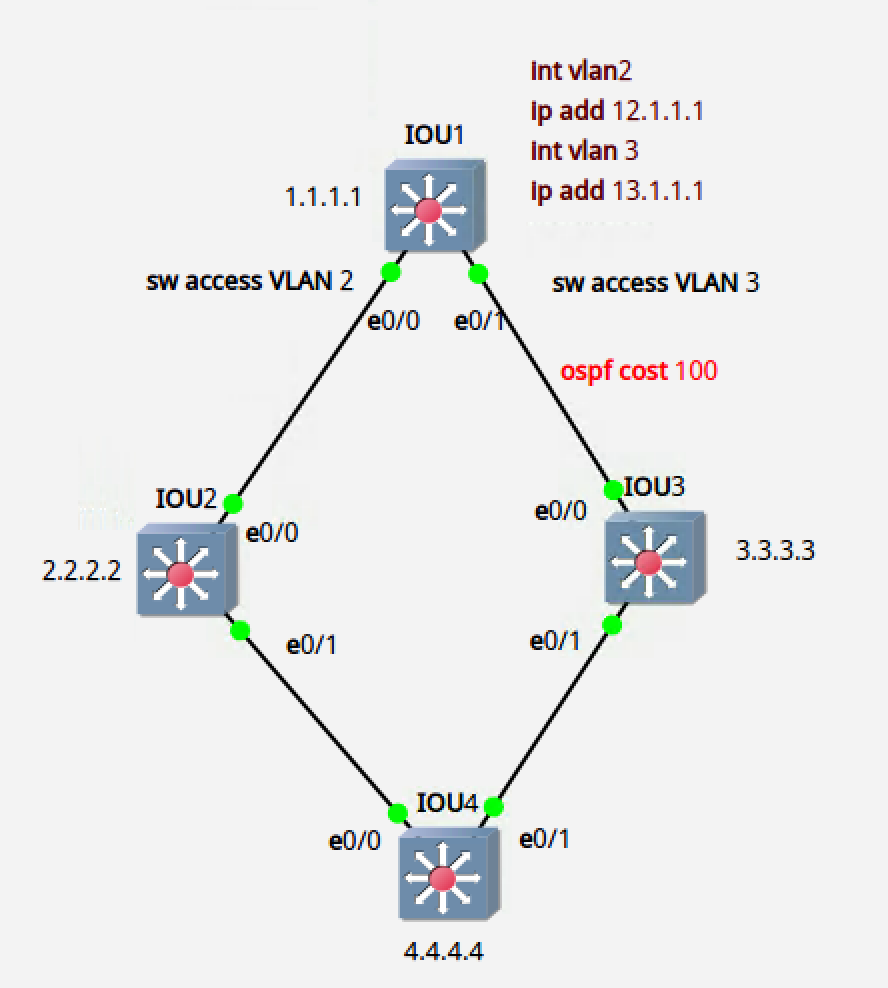 int vlan2
ip add 12.1.1.1
int vlan 3
ip add 13.1.1.1
IOU1
1.1.1.1
sw access VLAN 2
sw access VLAN 3
e0/0
e0/1
ospf cost 100
IOU2
e0/0
2.2.2.2
e0/1
IOU3
e0/0
3.3.3.3
e0/1
IOU4
e0/0
e0/1
4.4.4.4